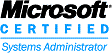 Microsoft®
CERTIFIED
Systems Administrator